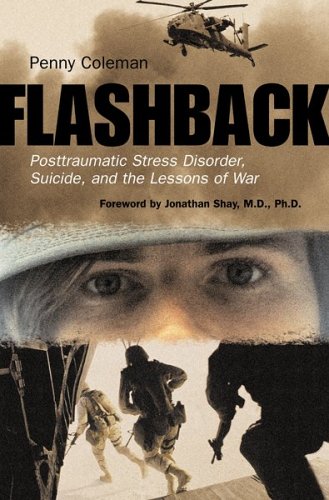 Penny Coleman
FLASHBACK
Posttraumatic Stress Disorder,
Suicide, and the Lessons of War
Foreword by Jonathan Shay, M.D., Ph.D.